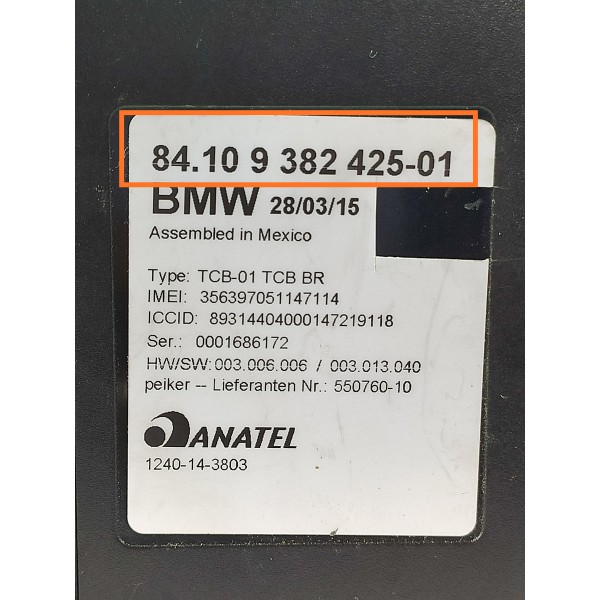 84.10 9 382 425-01
BMW 28/03/15
Assembled in Mexico
Type: TCB-01 TCB BR
IMEI: 356397051147114
ICCID: 89314404000147219118
Ser.: 0001686172
HW/SW: 003.006.006 / 003.013.040
peiker -- Lieferanten Nr.: 550760-10
ANATEL
1240-14-3803